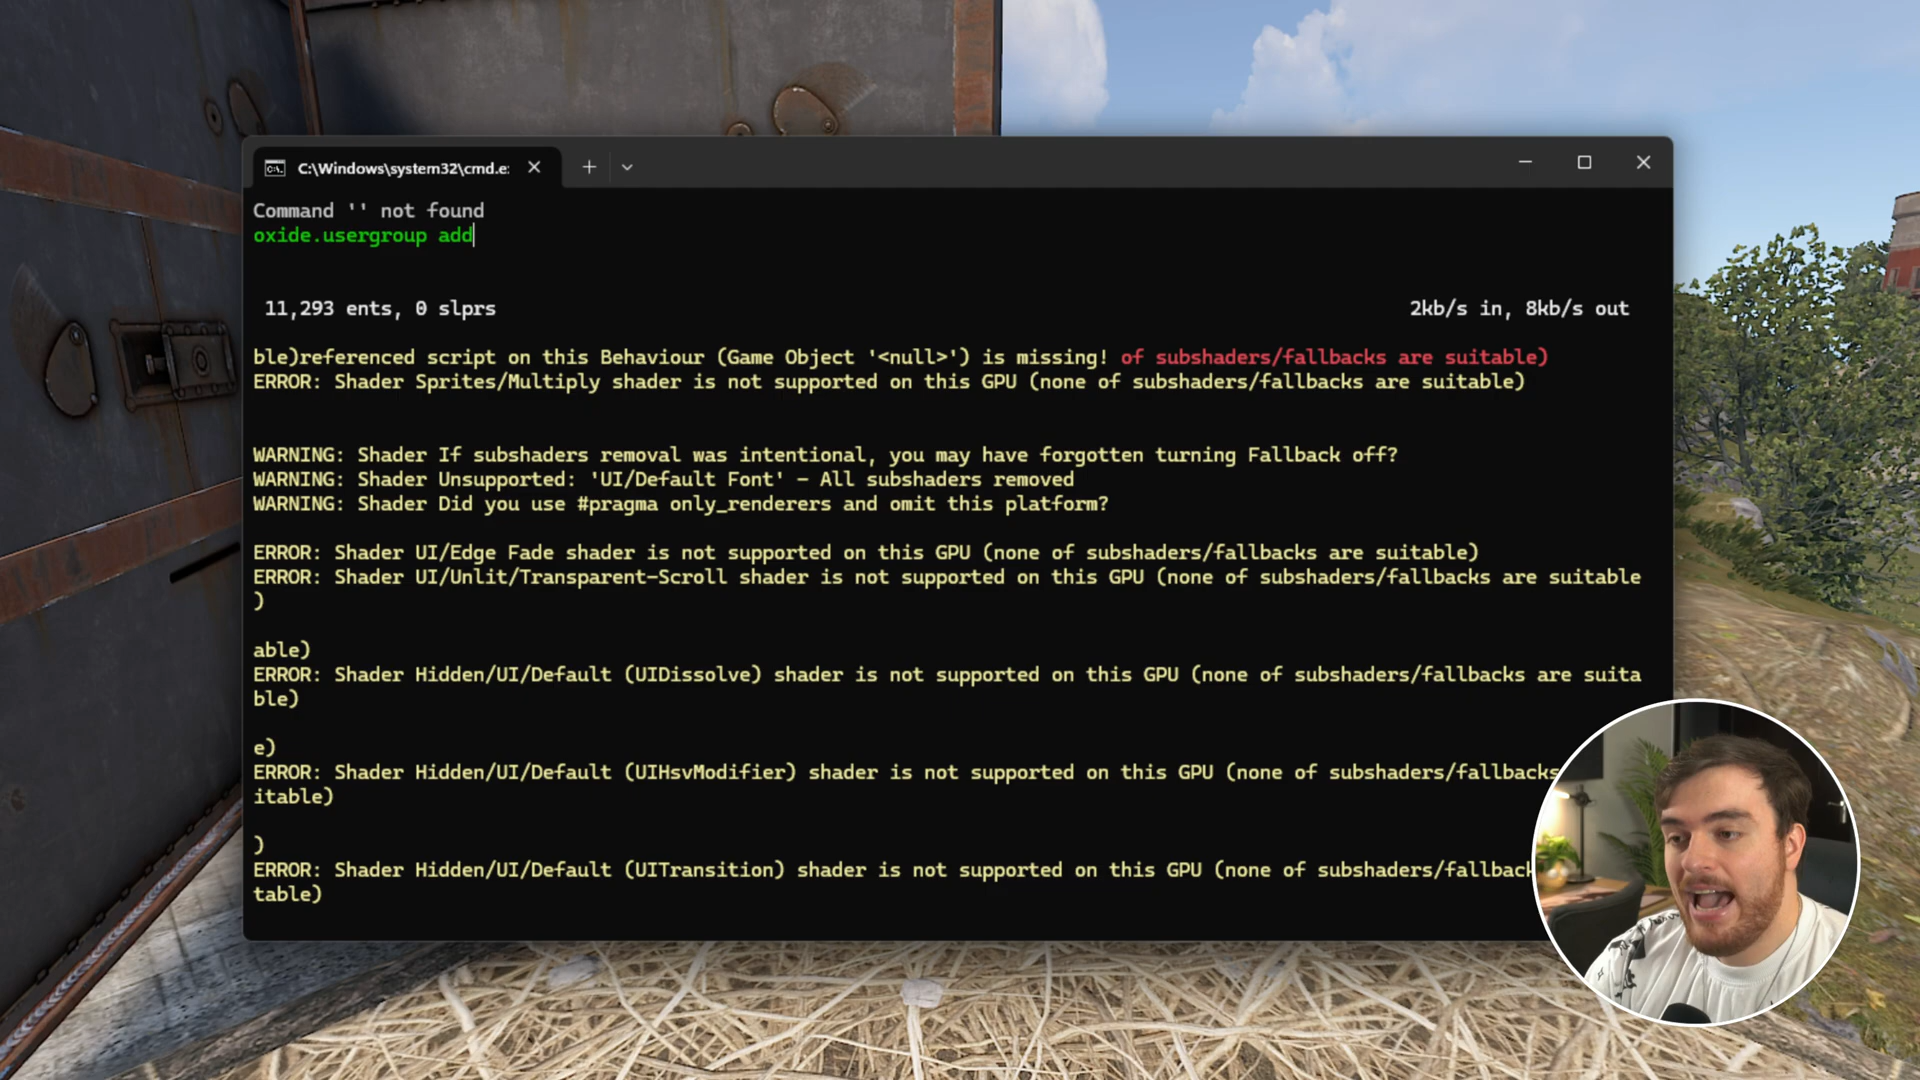 C:\Windows\system32\cmd.e:
Command '' not found
oxide.usergroup add
11,293 ents, 0 slprs
2kb/s in, 8kb/s out
ble)referenced script on this Behaviour (Game Object '<null>') is missing! of subshaders/fallbacks are suitable)
ERROR: Shader Sprites/Multiply shader is not supported on this GPU (none of subshaders/fallbacks are suitable)
WARNING: Shader If subshaders removal was intentional, you may have forgotten turning Fallback off?
WARNING: Shader Unsupported: 'UI/Default Font' - All subshaders removed
WARNING: Shader Did you use #pragma only_renderers and omit this platform?
ERROR: Shader UI/Edge Fade shader is not supported on this GPU (none of subshaders/fallbacks are suitable)
ERROR: Shader UI/Unlit/Transparent-Scroll shader is not supported on this GPU (none of subshaders/fallbacks are suitable
)
able)
ERROR: Shader Hidden/UI/Default (UIDissolve) shader is not supported on this GPU (none of subshaders/fallbacks are suita
ble)
e)
ERROR: Shader Hidden/UI/Default (UIHsvModifier) shader is not supported on this GPU (none of subshaders/fallbacks
itable)
)
ERROR: Shader Hidden/UI/Default (UITransition) shader is not supported on this GPU (none of subshaders/fallback
table)